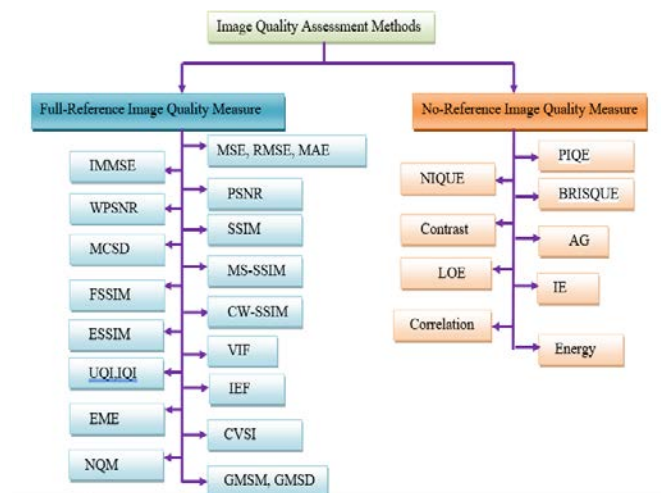 Image Quality Assessment Methods
Full-Reference Image Quality Measure
No-Reference Image Quality Measure
MSE, RMSE, MAE
IMMSE
PSNR
WPSNR
SSIM
MCSD
MS-SSIM
FSSIM
CW-SSIM
ESSIM
VIF
UQI,IQI
IEF
EME
CVSI
NQM
GMSM, GMSD
PIQE
NIQUE
BRISQUE
Contrast
AG
LOE
IE
Correlation
Energy